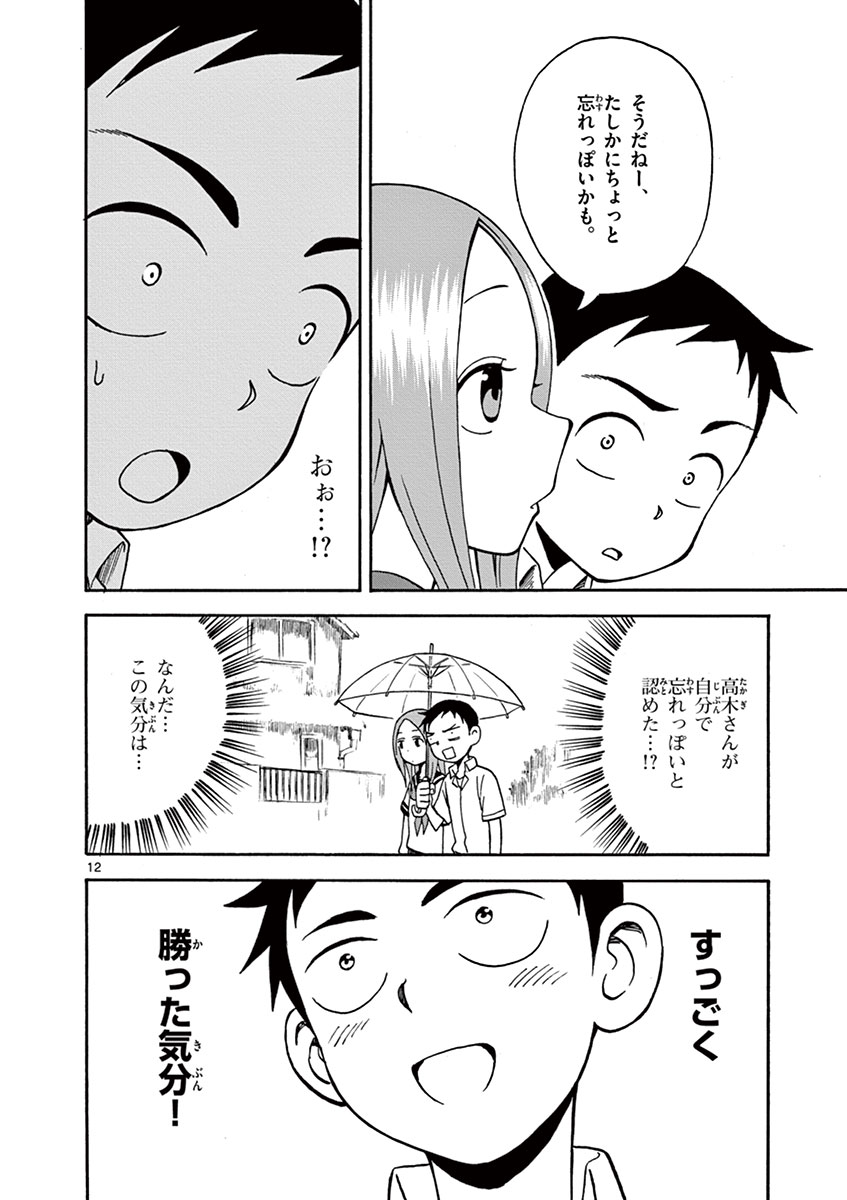 そうだねー、
たしかにちょっと
忘れっぽいかも。
おぉ…!?
高木さんが
自分で
忘れっぽいと
認めた…!?
なんだ…
この気分は…
12
すっごく
勝った気分！